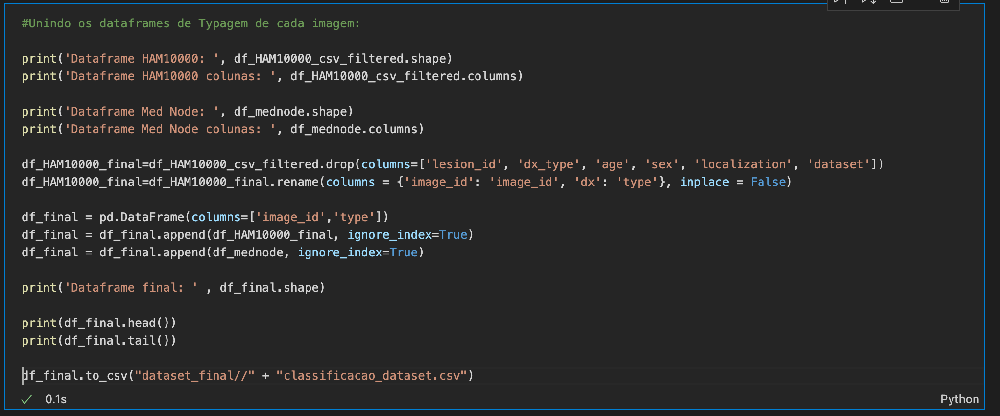 #Unindo os dataframes de Typagem de cada imagem:
print('Dataframe HAM10000: ', df_HAM10000_csv_filtered.shape)
print('Dataframe HAM10000 colunas: ', df_HAM10000_csv_filtered.columns)
print('Dataframe Med Node: ', df_mednode.shape)
print('Dataframe Med Node colunas: ', df_mednode.columns)
df_HAM10000_final=df_HAM10000_csv_filtered.drop(columns=['lesion_id', 'dx_type', 'age', 'sex', 'localization', 'dataset'])
df_HAM10000_final=df_HAM10000_final.rename(columns = {'image_id': 'image_id', 'dx': 'type'}, inplace = False)
df_final = pd.DataFrame(columns=['image_id','type'])
df_final = df_final.append(df_HAM10000_final, ignore_index=True)
df_final = df_final.append(df_mednode, ignore_index=True)
print('Dataframe final: ' , df_final.shape)
print(df_final.head())
print(df_final.tail())
df_final.to_csv("dataset_final//" + "classificacao_dataset.csv")
0.1s
Python